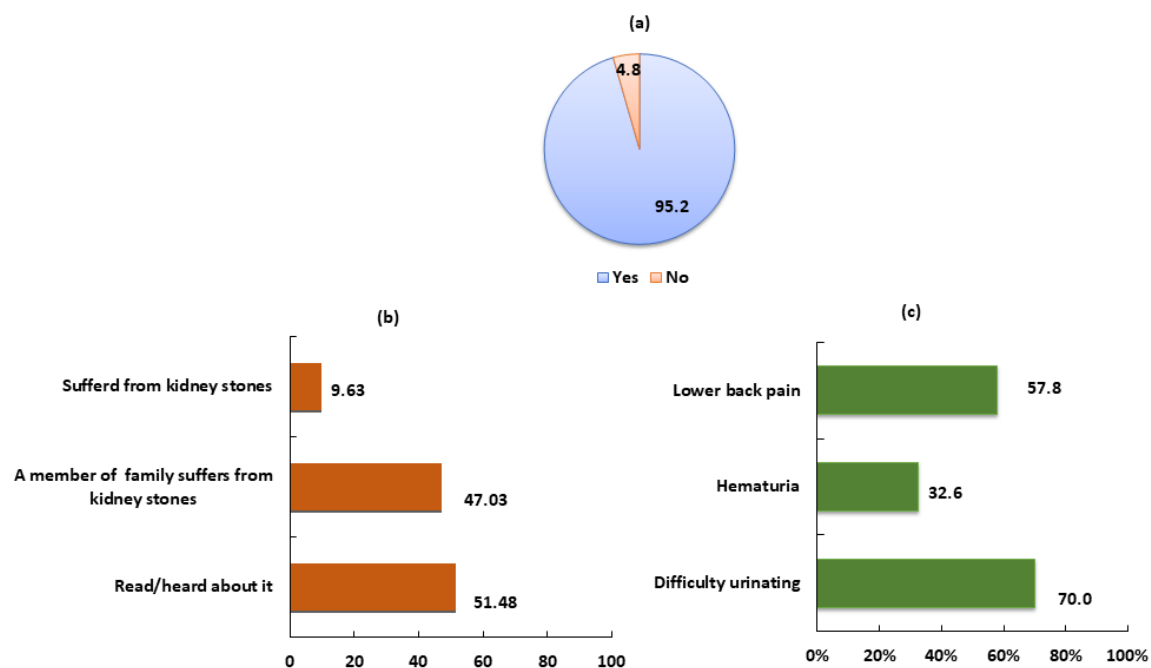 (a)
4.8
95.2
Yes No
(b)
Sufferd from kidney stones
9.63
A member of family suffers from
kidney stones
47.03
Read/heard about it
51.48
0 20 40 60 80 100
(c)
Lower back pain
57.8
Hematuria
32.6
Difficulty urinating
70.0
0% 20% 40% 60% 80% 100%